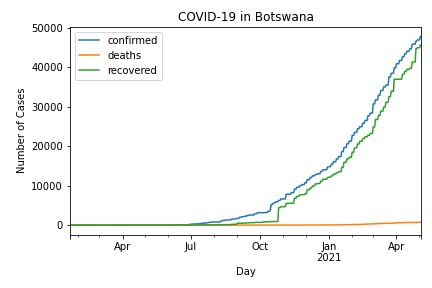 COVID-19 in Botswana
50000
40000
30000
20000
10000
0
Number of Cases
confirmed
deaths
recovered
Apr
Jul
Oct
Jan
2021
Apr
Day